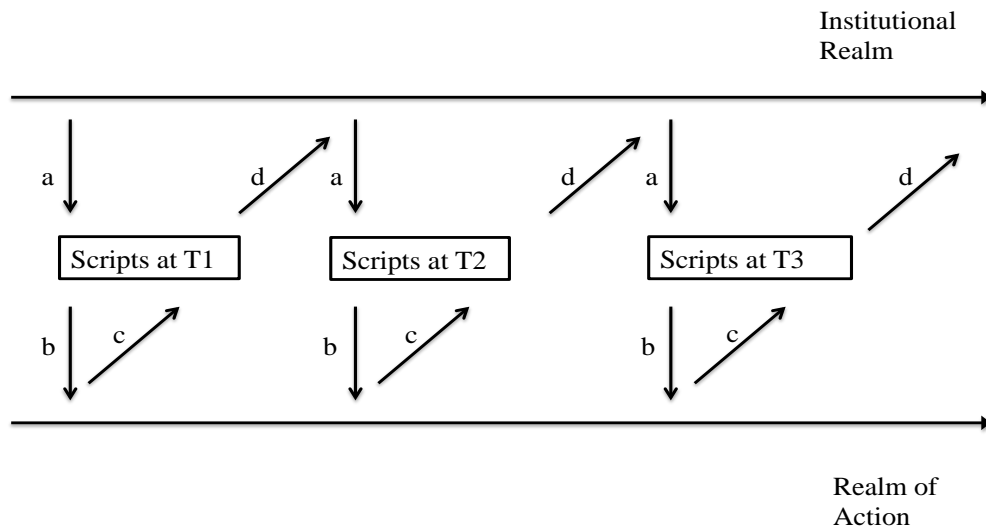 Institutional
Realm
a
d
a
d
a
d
Scripts at T1
Scripts at T2
Scripts at T3
b
c
b
c
b
c
Realm of
Action